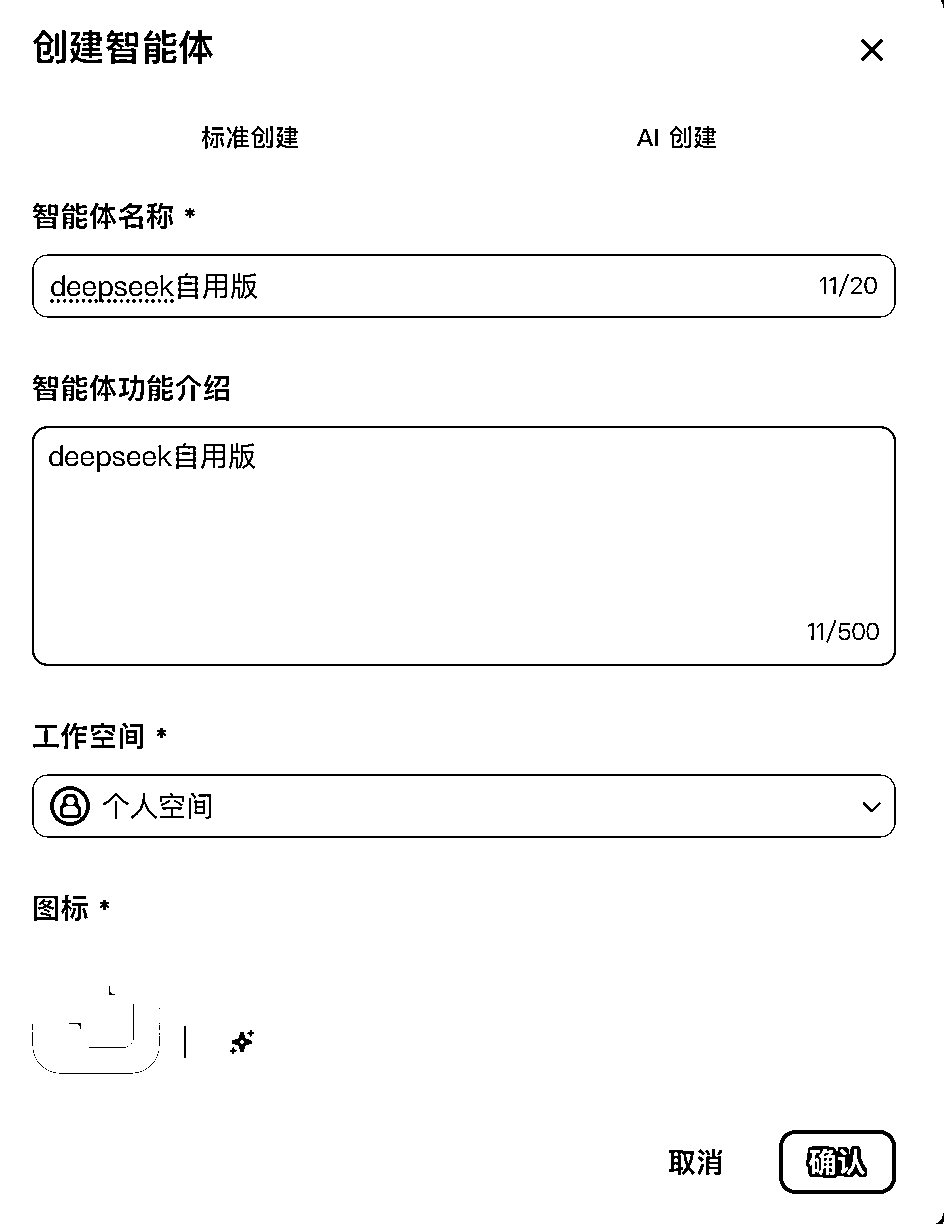 创建智能体
标准创建 AI 创建
智能体名称 *
deepseek自用版 11/20
智能体功能介绍
deepseek自用版
11/500
工作空间 *
个人空间
图标 *
取消 确认